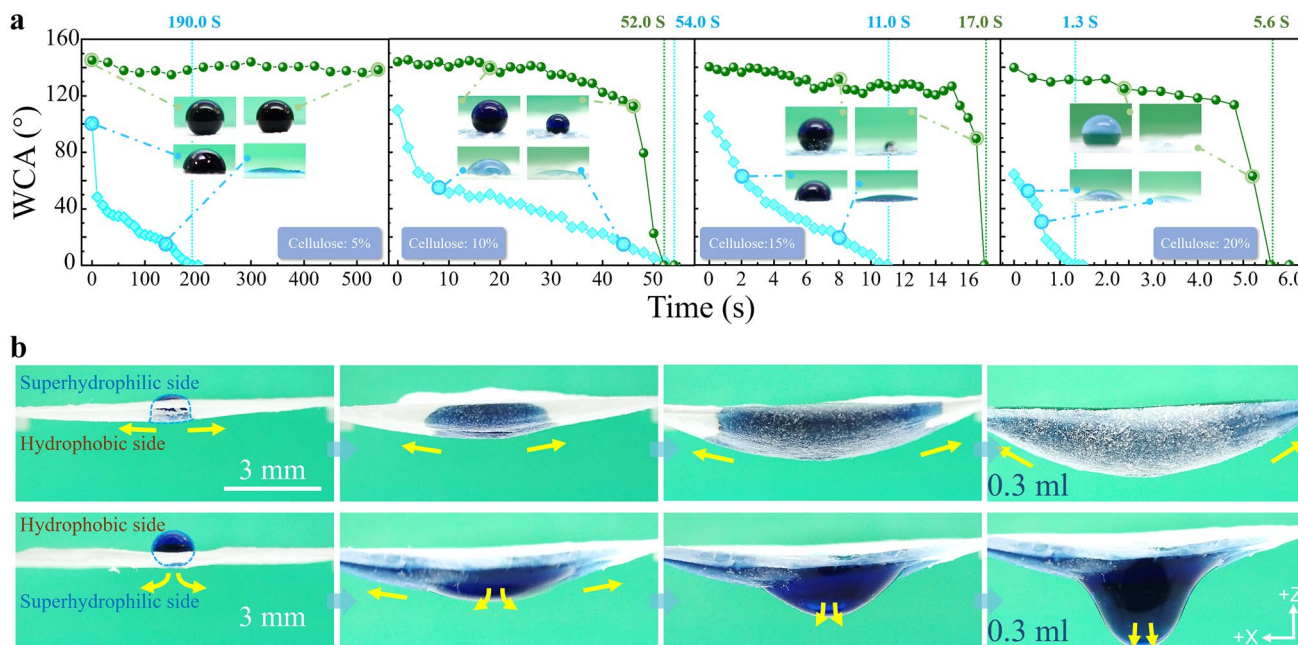 a
190.0 S
52.0 S
54.0 S
11.0 S
17.0 S
1.3 S
5.6 S
WCA (°)
160
120
80
40
0
Cellulose: 5%
Cellulose: 10%
Cellulose:15%
Cellulose: 20%
0 100 200 300 400 500
0 10 20 30 40 50
0 2 4 6 8 10 12 14 16
0.0 1.0 2.0 3.0 4.0 5.0 6.0
Time (s)
b
Superhydrophilic side
Hydrophobic side
3 mm
0.3 ml
Hydrophobic side
Superhydrophilic side
3 mm
0.3 ml
+Z
+X